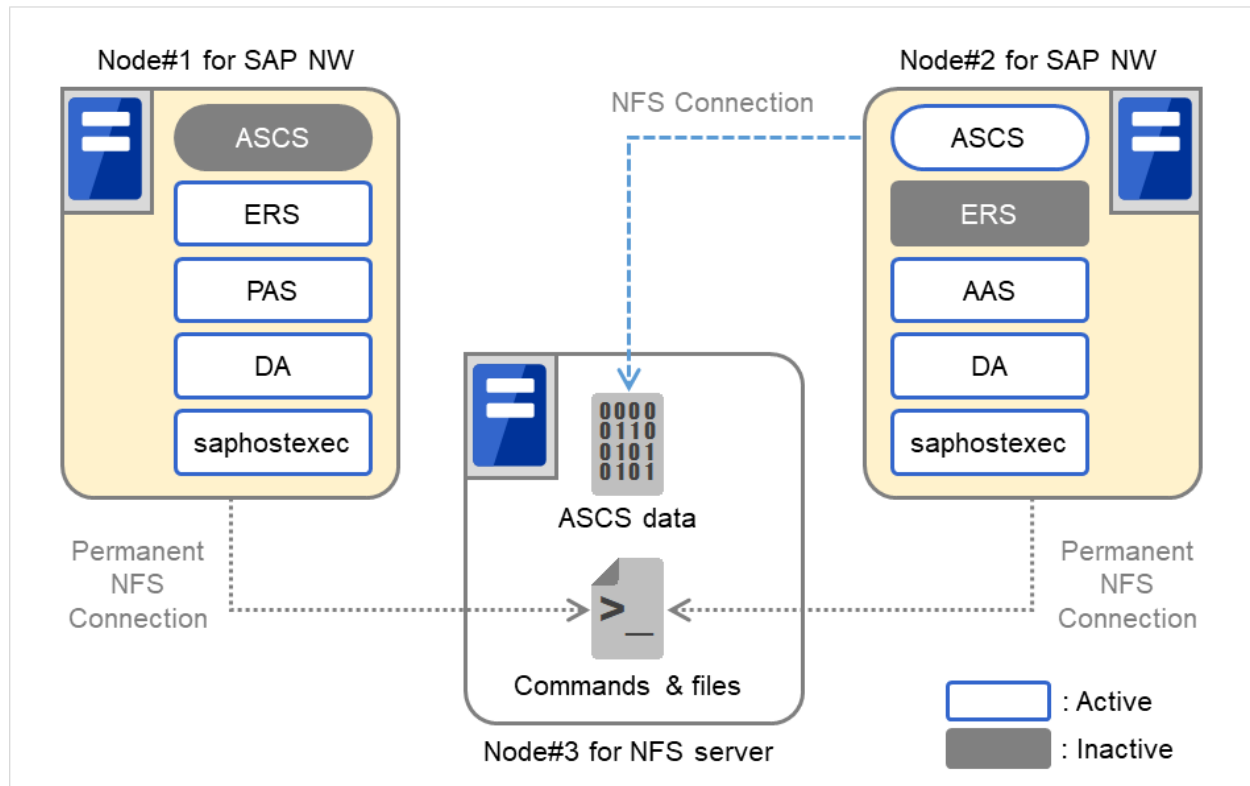 Node#1 for SAP NW
ASCS
ERS
PAS
DA
saphostexec
Permanent
NFS
Connection
NFS Connection
Node#2 for SAP NW
ASCS
ERS
AAS
DA
saphostexec
Permanent
NFS
Connection
0000
0110
0101
0101
ASCS data
>_
Commands & files
Node#3 for NFS server
: Active
: Inactive